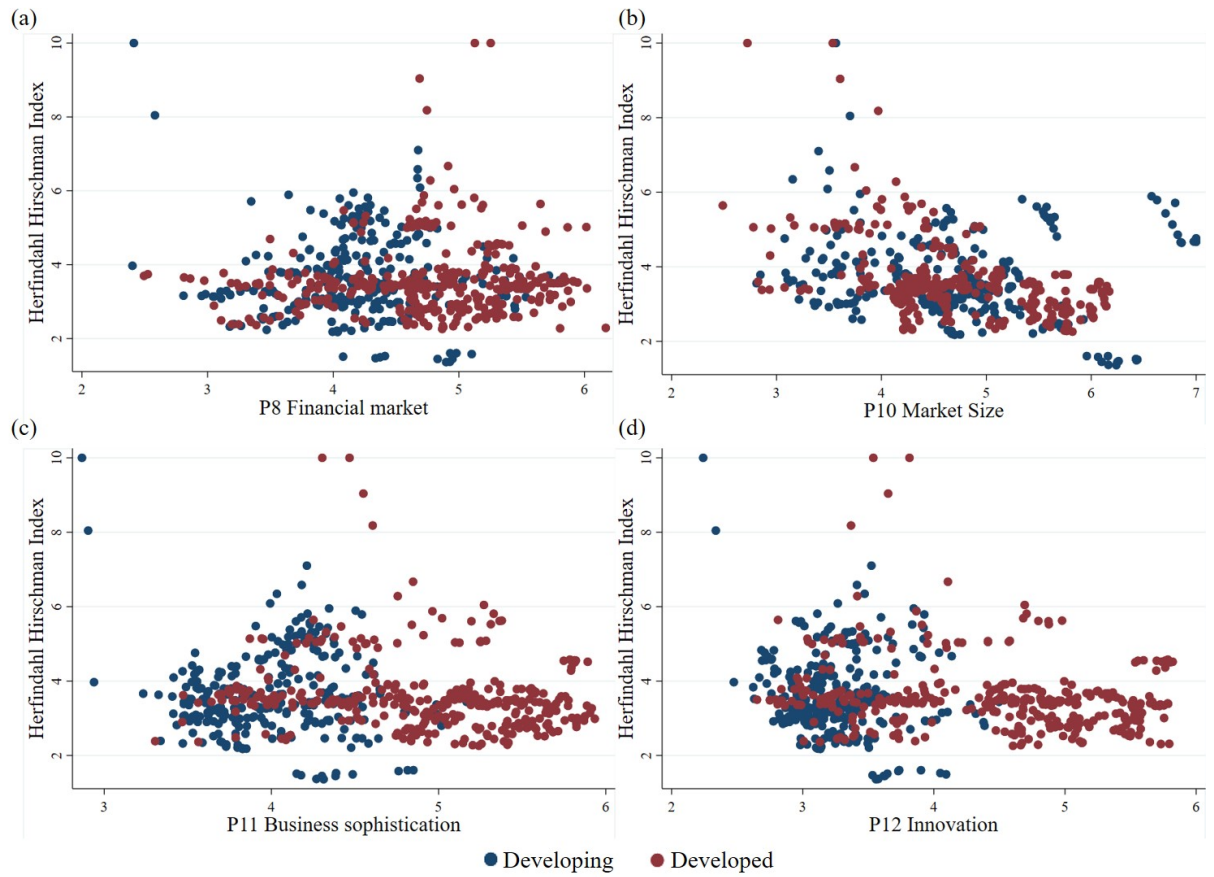 (a)
Herfindahl Hirschman Index
10
8
6
4
2
2 3 4 5 6
P8 Financial market
(b)
Herfindahl Hirschman Index
10
8
6
4
2
2 3 4 5 6 7
P10 Market Size
(c)
Herfindahl Hirschman Index
10
8
6
4
2
3 4 5 6
P11 Business sophistication
(d)
Herfindahl Hirschman Index
10
8
6
4
2
2 3 4 5 6
P12 Innovation
Developing Developed